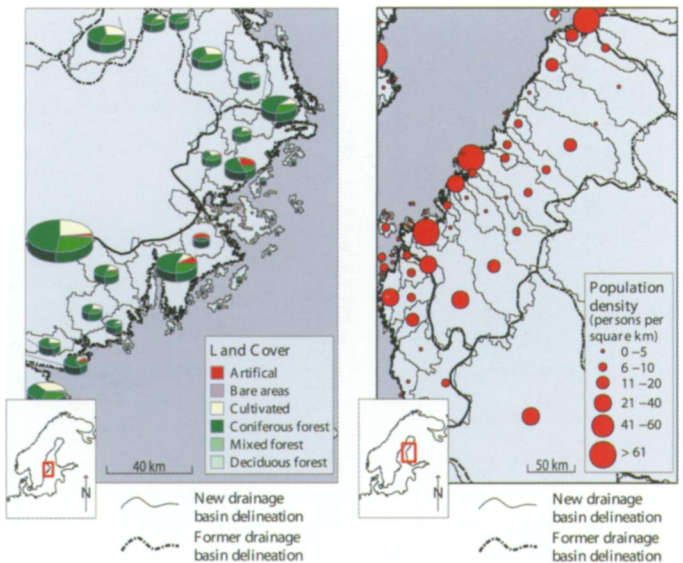 Land Cover
Artifical
Bare areas
Cultivated
Coniferous forest
Mixed forest
Deciduous forest
40 km
N
New drainage
basin delineation
Former drainage
basin delineation
Population
density
(persons per
square km)
0 –5
6 –10
11 –20
21 –40
41 –60
> 61
50 km
N
New drainage
basin delineation
Former drainage
basin delineation